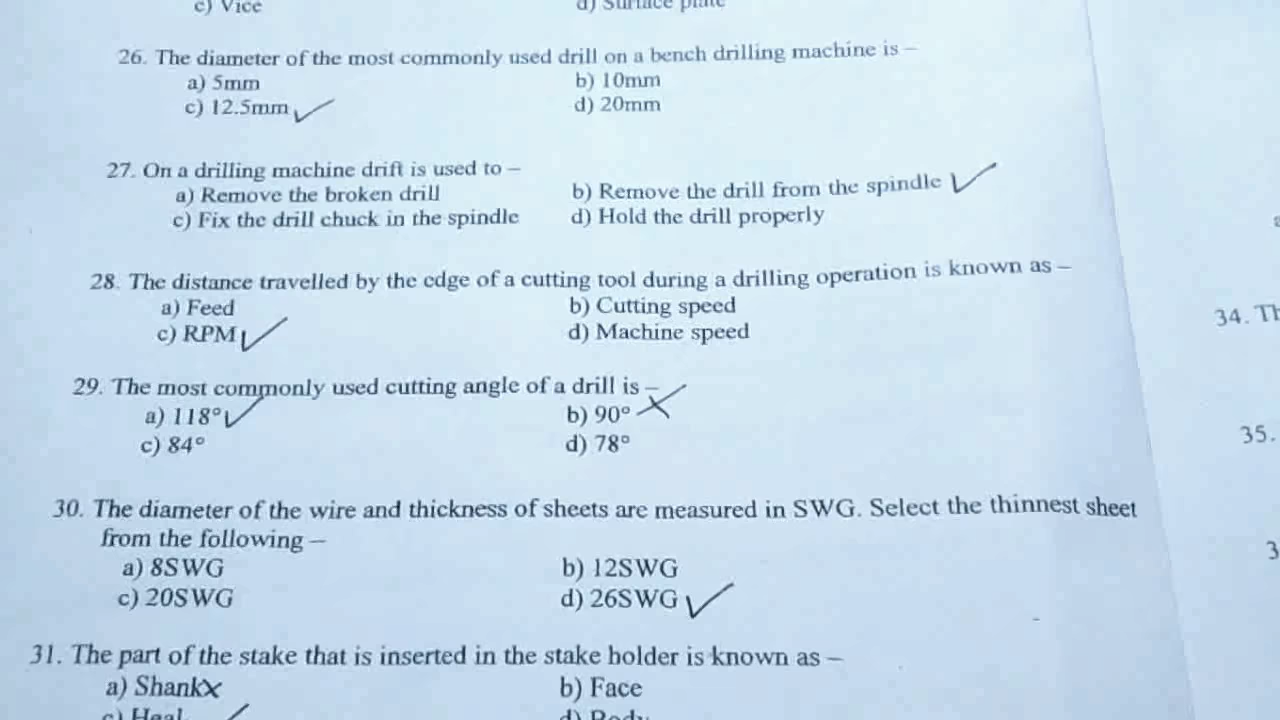 c) Vice
d) Surface plate
26. The diameter of the most commonly used drill on a bench drilling machine is –
a) 5mm
b) 10mm
c) 12.5mm
d) 20mm
27. On a drilling machine drift is used to –
a) Remove the broken drill
b) Remove the drill from the spindle
c) Fix the drill chuck in the spindle
d) Hold the drill properly
28. The distance travelled by the edge of a cutting tool during a drilling operation is known as –
a) Feed
b) Cutting speed
c) RPM
d) Machine speed
29. The most commonly used cutting angle of a drill is –
a) 118°
b) 90°
c) 84°
d) 78°
30. The diameter of the wire and thickness of sheets are measured in SWG. Select the thinnest sheet
from the following –
a) 8SWG
b) 12SWG
c) 20SWG
d) 26SWG
31. The part of the stake that is inserted in the stake holder is known as –
a) Shank
b) Face
c) Heal
d) Body
34. Th
35.
3